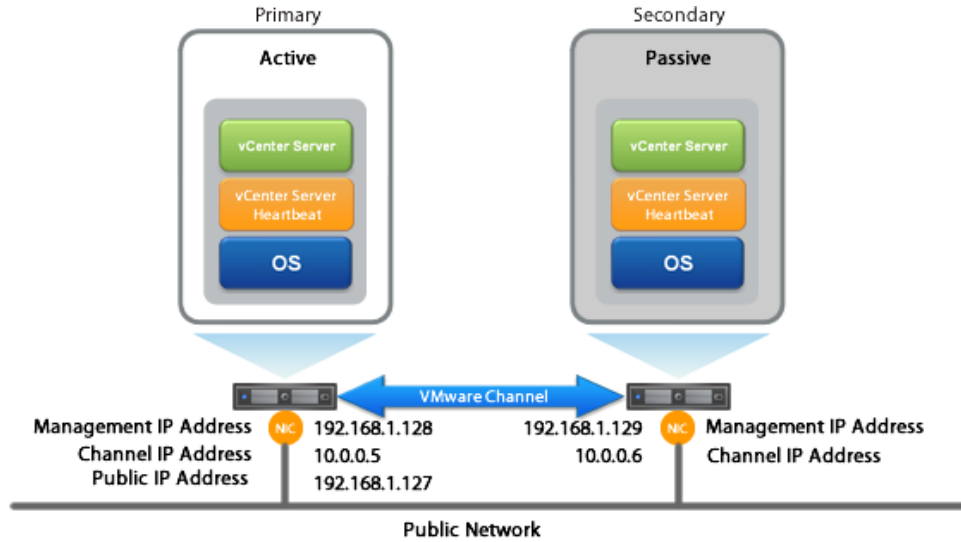 Primary
Secondary
Active
Passive
vCenter Server
vCenter Server
Heartbeat
OS
vCenter Server
vCenter Server
Heartbeat
OS
VMware Channel
Management IP Address
NIC
192.168.1.128
Channel IP Address
10.0.0.5
Public IP Address
192.168.1.127
192.168.1.129
NIC
Management IP Address
10.0.0.6
Channel IP Address
Public Network